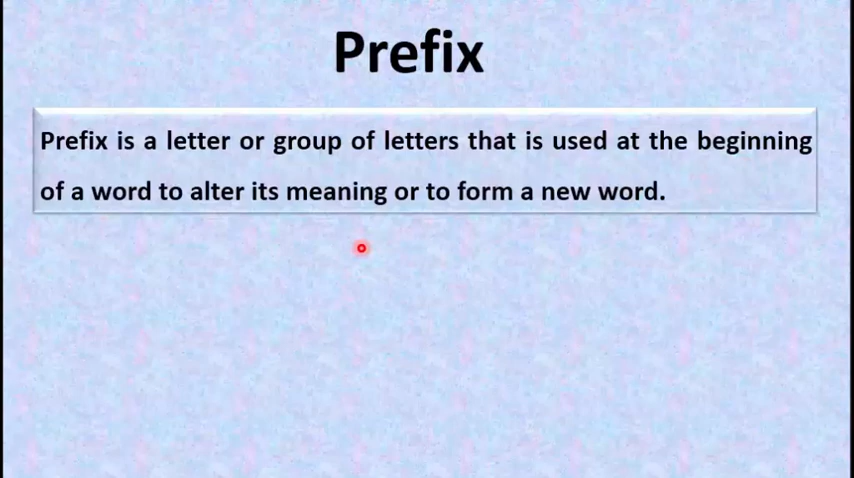 Prefix
Prefix is a letter or group of letters that is used at the beginning
of a word to alter its meaning or to form a new word.